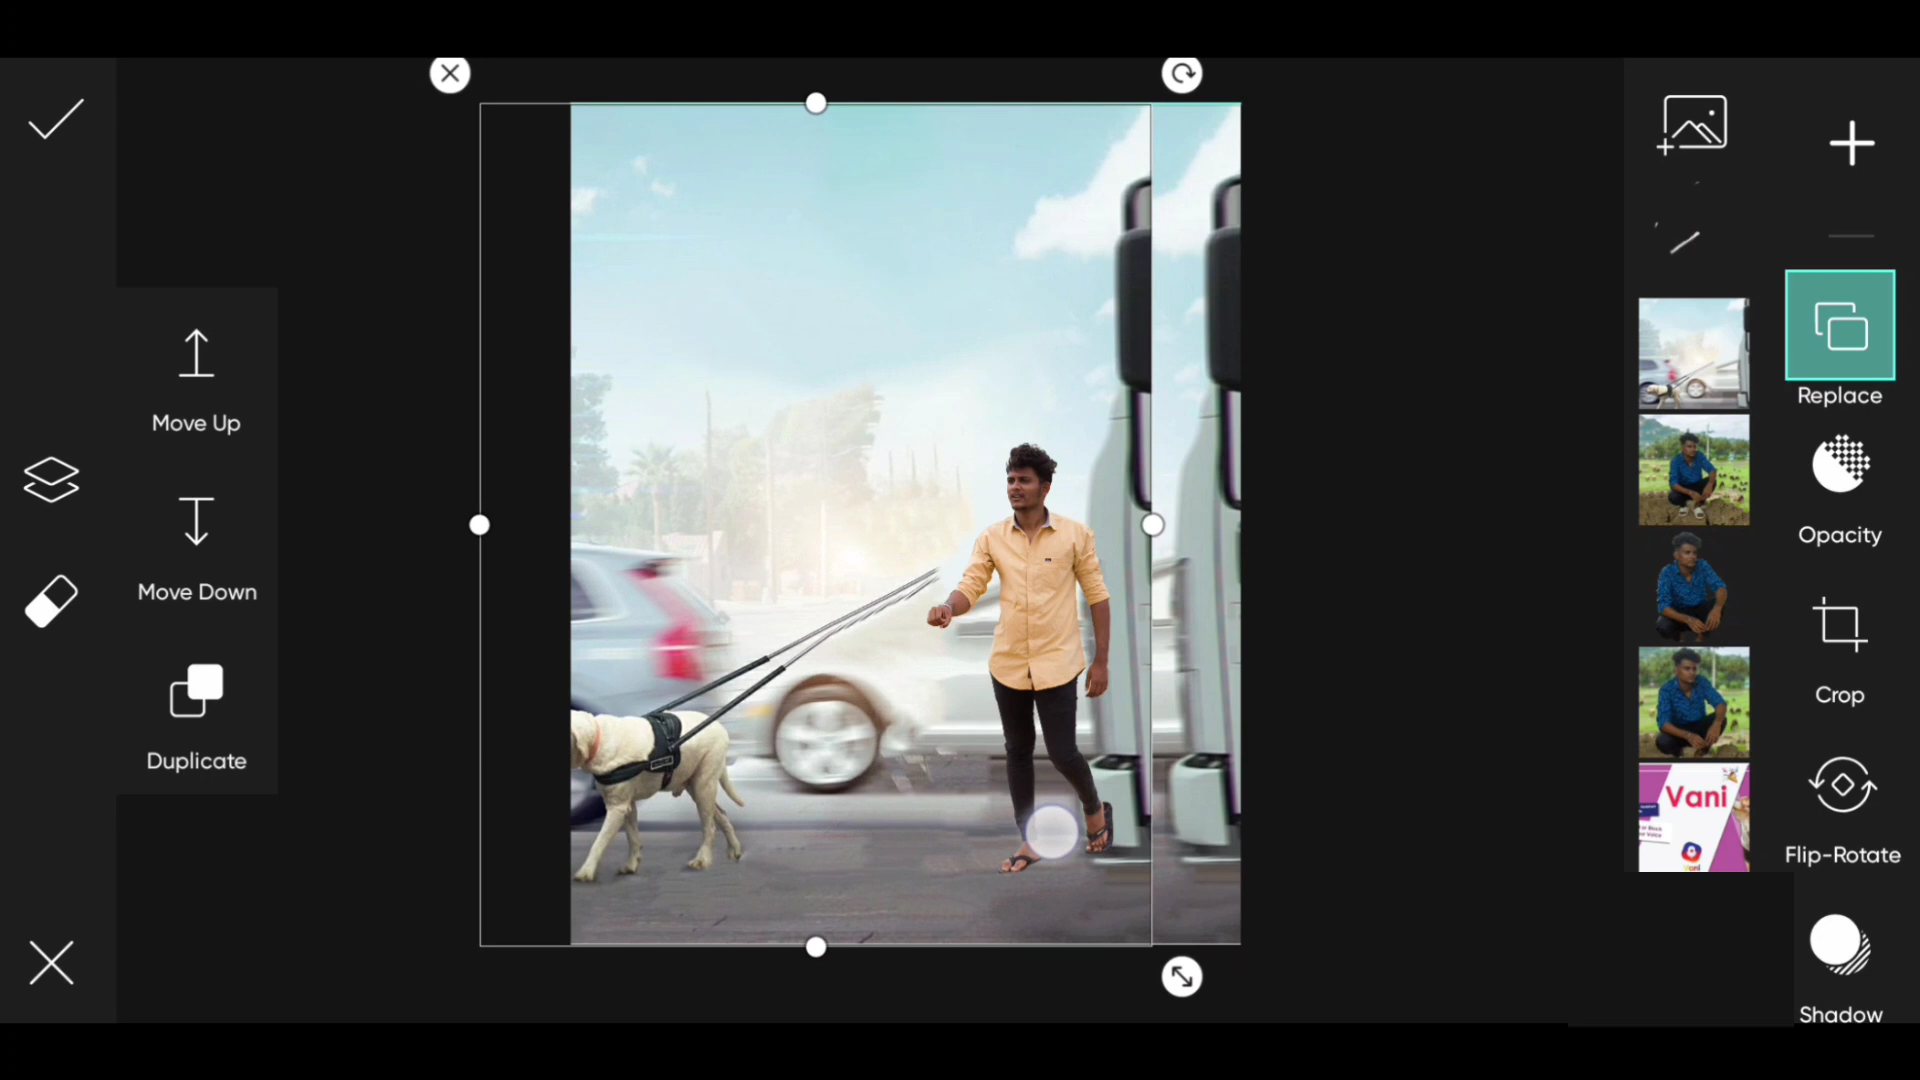 Move Up
Move Down
Duplicate
Replace
Opacity
Crop
Vani
Flip-Rotate
Shadow